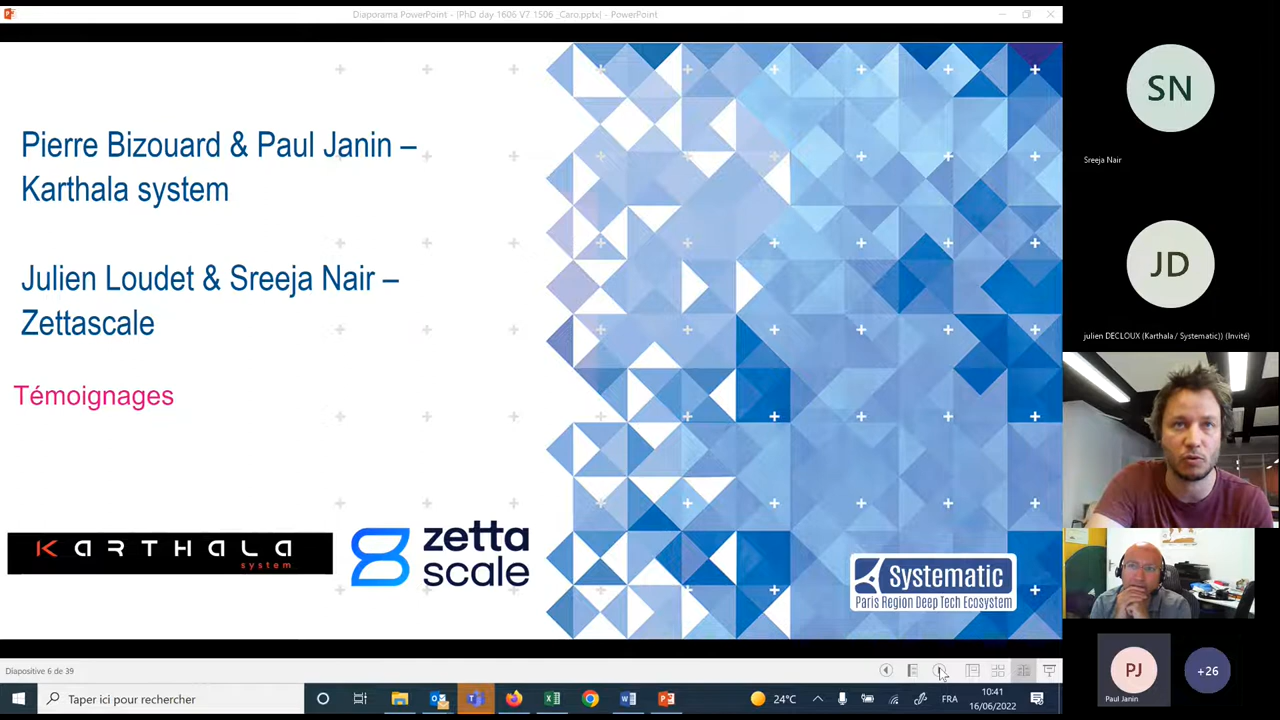 Diaporama PowerPoint - [PhD day 1606 V7 1506 _Caro.pptx] - PowerPoint
Pierre Bizouard & Paul Janin –
Karthala system
Julien Loudet & Sreeja Nair –
Zettascale
Témoignages
KARTHALA
system
zetta
scale
Systematic
Paris Region Deep Tech Ecosystem
SN
Sreeja Nair
JD
julien DECLOUX (Karthala / Systematic)) (Invité)
PJ
Paul Janin
+26
Diapositive 6 de 39
Taper ici pour rechercher
24°C
FRA
10:41
16/06/2022